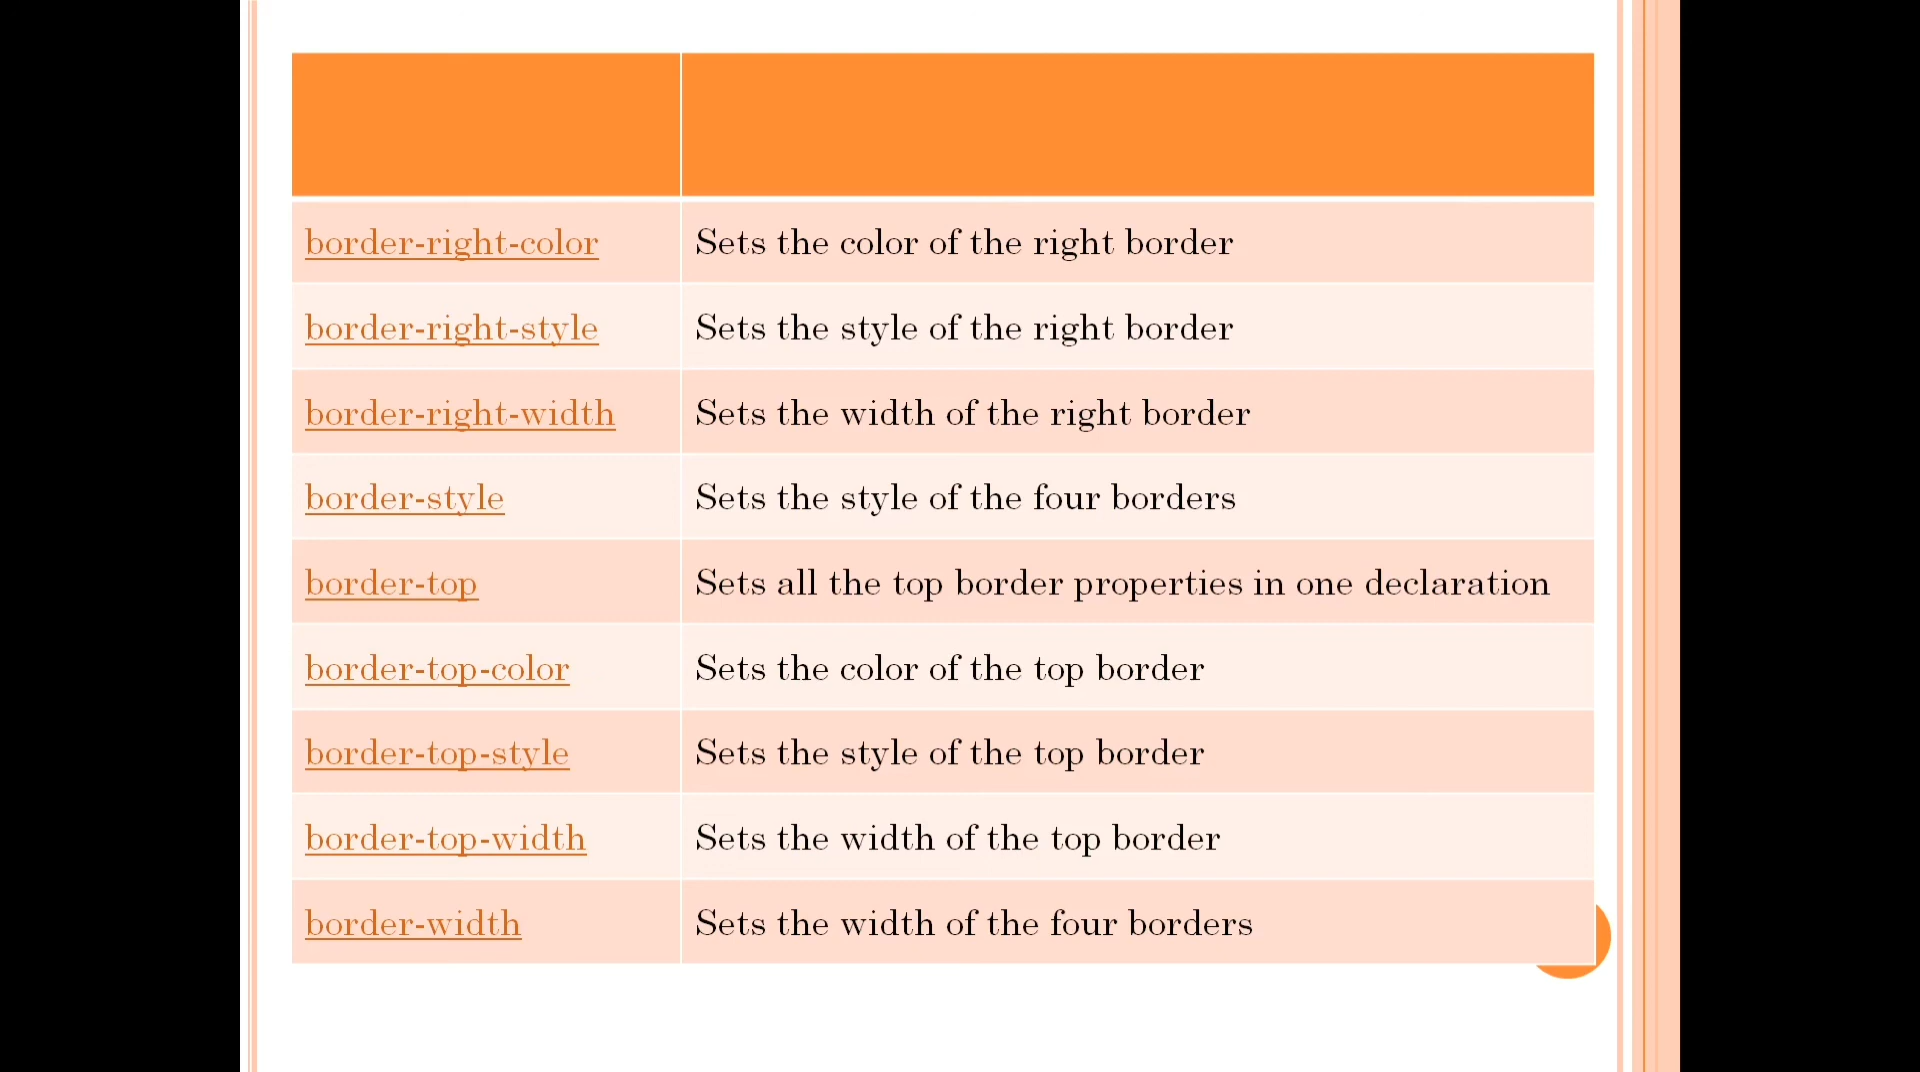 border-right-color Sets the color of the right border
border-right-style Sets the style of the right border
border-right-width Sets the width of the right border
border-style Sets the style of the four borders
border-top Sets all the top border properties in one declaration
border-top-color Sets the color of the top border
border-top-style Sets the style of the top border
border-top-width Sets the width of the top border
border-width Sets the width of the four borders